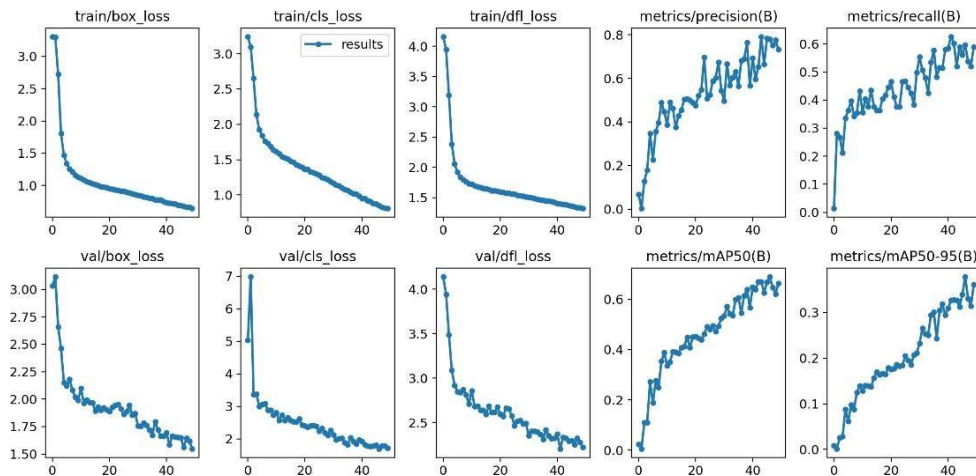 train/box_loss
train/cls_loss
train/dfl_loss
metrics/precision(B)
metrics/recall(B)
results
3.0
2.5
2.0
1.5
1.0
0 20 40
3.0
2.5
2.0
1.5
1.0
0 20 40
4.0
3.5
3.0
2.5
2.0
1.5
0 20 40
0.8
0.6
0.4
0.2
0.0
0 20 40
0.6
0.5
0.4
0.3
0.2
0.1
0.0
0 20 40
val/box_loss
val/cls_loss
val/dfl_loss
metrics/mAP50(B)
metrics/mAP50-95(B)
3.00
2.75
2.50
2.25
2.00
1.75
1.50
0 20 40
7
6
5
4
3
2
0 20 40
4.0
3.5
3.0
2.5
0 20 40
0.6
0.4
0.2
0.0
0 20 40
0.3
0.2
0.1
0.0
0 20 40